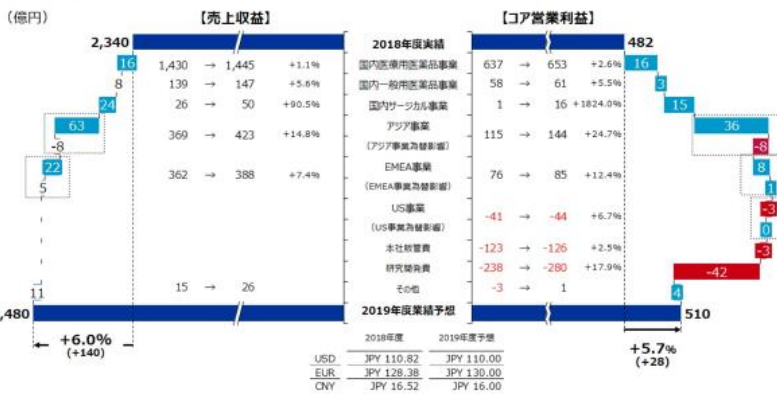 （億円） 【売上収益】 【コア営業利益】
2,340 2018年度実績 482
16 1,430 → 1,445 +1.1% 国内医療用医薬品事業 637 → 653 +2.6% 16
8 139 → 147 +5.6% 国内一般用医薬品事業 58 → 61 +5.5% 3
24 26 → 50 +90.5% 国内サージカル事業 1 → 16 +1824.0% 15
63 369 → 423 +14.8% アジア事業 115 → 144 +24.7% 36
-8 (アジア事業為替影響) -8
22 362 → 388 +7.4% EMEA事業 76 → 85 +12.4% 8
5 (EMEA事業為替影響) 1
US事業 -41 → -44 +6.7% -3
(US事業為替影響) 0
本社販管費 -123 → -126 +2.5% -3
研究開発費 -238 → -280 +17.9% -42
11 15 → 26 その他 -3 → 1 4
,480 2019年度業績予想 510
+6.0%
(+140)
+5.7%
(+28)
2018年度 2019年度予想
USD JPY 110.82 JPY 110.00
EUR JPY 128.38 JPY 130.00
CNY JPY 16.52 JPY 16.00